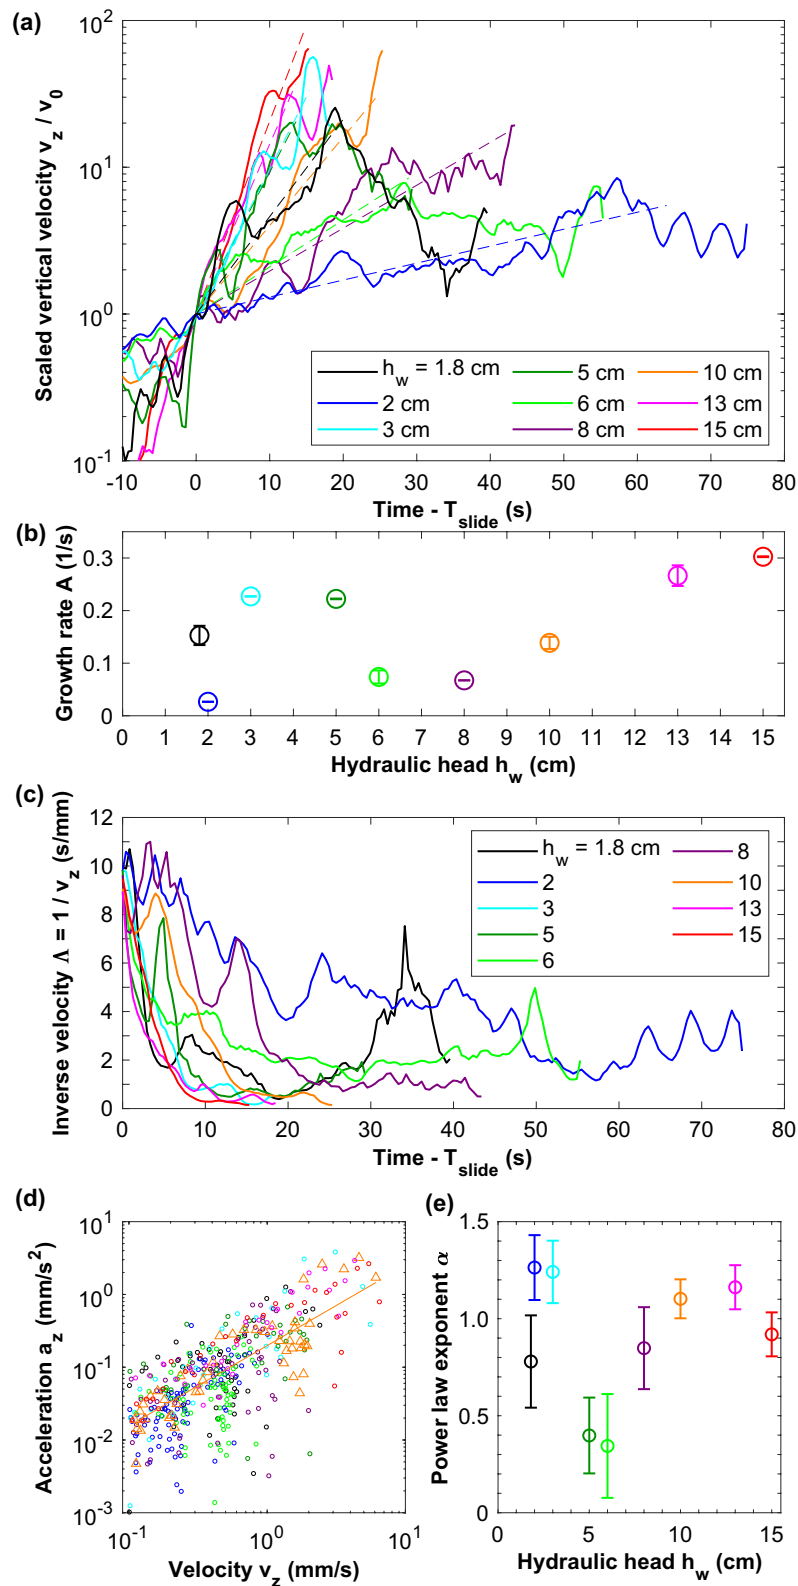 (a)
Scaled vertical velocity v_z / v_0
10^2
10^1
10^0
10^-1
h_w = 1.8 cm
2 cm
3 cm
5 cm
6 cm
8 cm
10 cm
13 cm
15 cm
-10 0 10 20 30 40 50 60 70 80
Time - T_slide (s)
(b)
Growth rate A (1/s)
0.3
0.2
0.1
0
0 1 2 3 4 5 6 7 8 9 10 11 12 13 14 15
Hydraulic head h_w (cm)
(c)
Inverse velocity Λ = 1 / v_z (s/mm)
12
10
8
6
4
2
0
h_w = 1.8 cm
2
3
5
6
8
10
13
15
0 10 20 30 40 50 60 70 80
Time - T_slide (s)
(d)
Acceleration a_z (mm/s^2)
10^1
10^0
10^-1
10^-2
10^-3
10^-1 10^0 10^1
Velocity v_z (mm/s)
(e)
Power law exponent α
1.5
1.0
0.5
0
0 5 10 15
Hydraulic head h_w (cm)